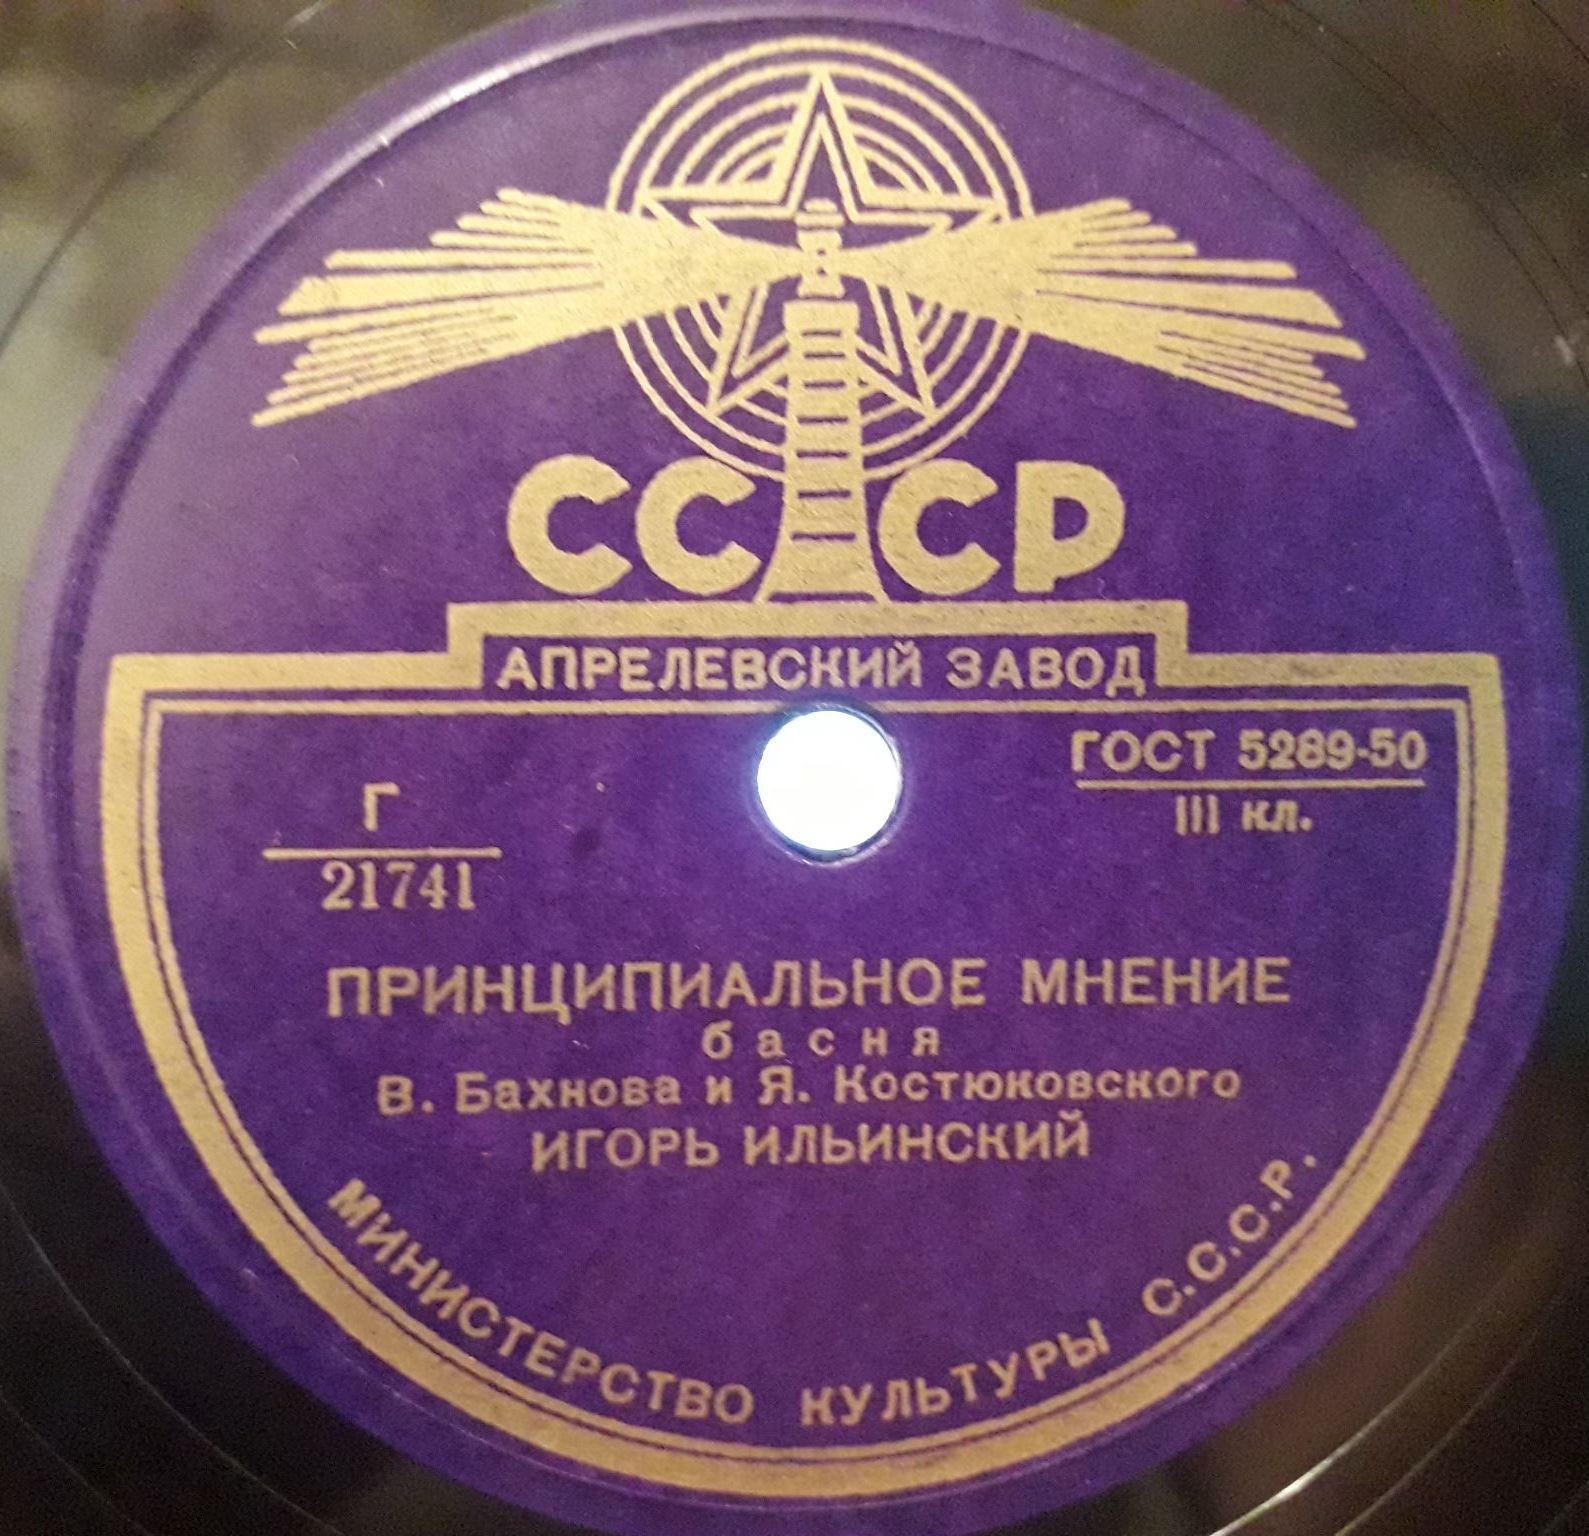 СССР
АПРЕЛЕВСКИЙ ЗАВОД
ГОСТ 5289-50
III кл.
Г
21741
ПРИНЦИПИАЛЬНОЕ МНЕНИЕ
басня
В. Бахнова и Я. Костюковского
ИГОРЬ ИЛЬИНСКИЙ
МИНИСТЕРСТВО КУЛЬТУРЫ С.С.С.Р.